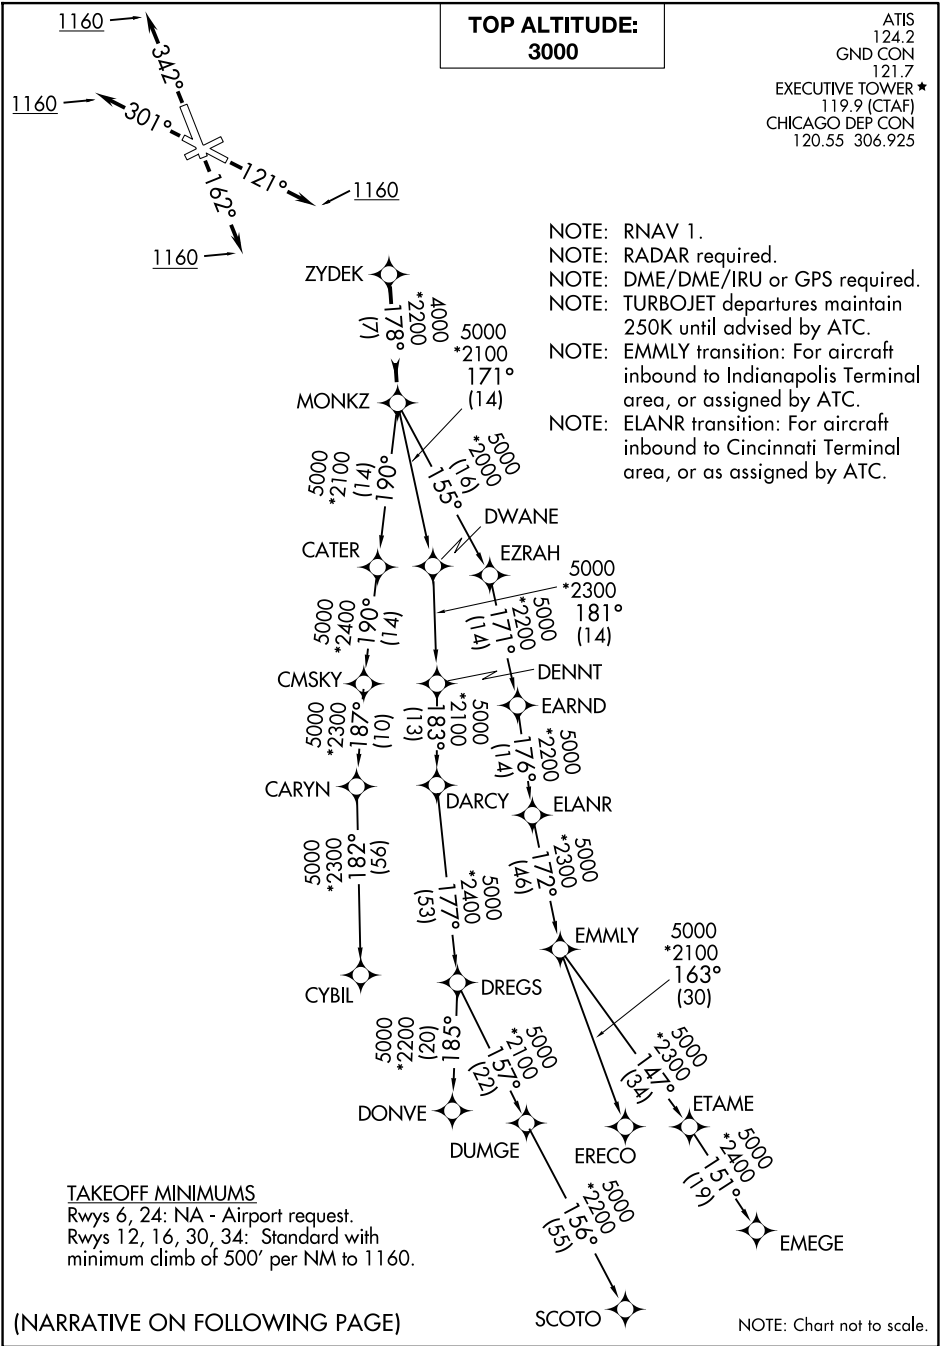 TOP ALTITUDE:
3000
ATIS
124.2
GND CON
121.7
EXECUTIVE TOWER ★
119.9 (CTAF)
CHICAGO DEP CON
120.55 306.925
1160
342°
1160
301°
121°
1160
162°
1160
NOTE: RNAV 1.
NOTE: RADAR required.
NOTE: DME/DME/IRU or GPS required.
NOTE: TURBOJET departures maintain
250K until advised by ATC.
NOTE: EMMLY transition: For aircraft
inbound to Indianapolis Terminal
area, or assigned by ATC.
NOTE: ELANR transition: For aircraft
inbound to Cincinnati Terminal
area, or as assigned by ATC.
ZYDEK
4000
*2200
178°
(7)
5000
*2100
171°
(14)
MONKZ
5000
*2100
(14)
190°
5000
*2000
(16)
155°
DWANE
CATER
EZRAH
5000
*2300
181°
(14)
5000
*2400
190°
(14)
5000
*2200
171°
(14)
DENNT
CMSKY
EARND
5000
*2300
187°
(10)
5000
*2100
183°
(13)
5000
*2200
176°
(14)
CARYN
DARCY
ELANR
5000
*2300
182°
(56)
5000
*2400
177°
(53)
5000
*2300
172°
(46)
EMMLY
5000
*2100
163°
(30)
CYBIL
DREGS
5000
*2200
(20)
185°
5000
*2100
157°
(22)
5000
*2300
147°
(34)
DONVE
DUMGE
ERECO
ETAME
5000
*2400
151°
(19)
5000
*2200
156°
(55)
EMEGE
SCOTO
TAKEOFF MINIMUMS
Rwys 6, 24: NA - Airport request.
Rwys 12, 16, 30, 34: Standard with
minimum climb of 500' per NM to 1160.
(NARRATIVE ON FOLLOWING PAGE)
NOTE: Chart not to scale.